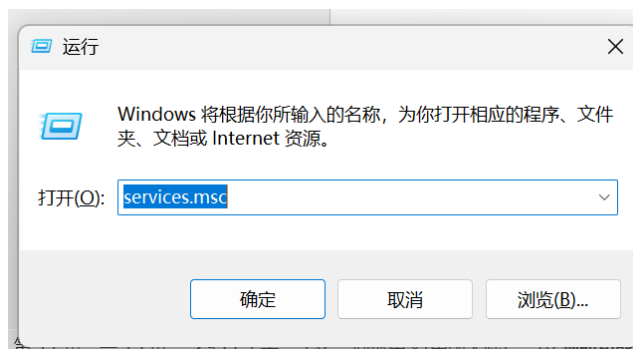 运行
Windows 将根据你所输入的名称，为你打开相应的程序、文件
夹、文档或 Internet 资源。
打开(O): services.msc
确定 取消 浏览(B)...